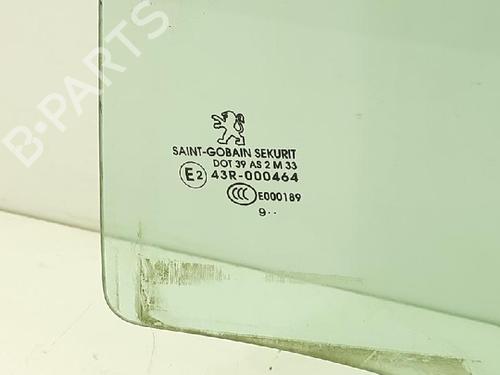 B-PARTS
SAINT-GOBAIN SEKURIT
DOT 39 AS 2 M 33
E2 43R-000464
CCC E000189
9··